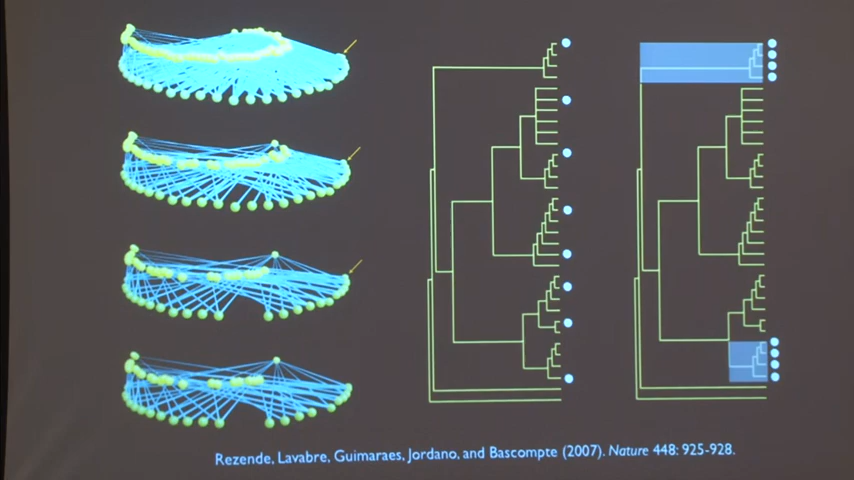 Rezende, Lavabre, Guimaraes, Jordano, and Bascompte (2007). Nature 448: 925-928.